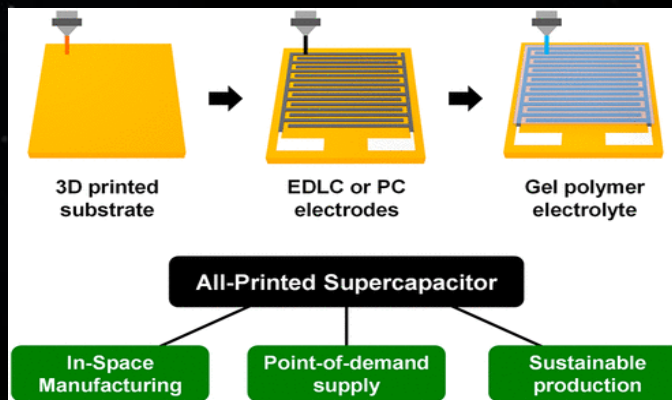 3D printed
substrate
EDLC or PC
electrodes
Gel polymer
electrolyte
All-Printed Supercapacitor
In-Space
Manufacturing
Point-of-demand
supply
Sustainable
production